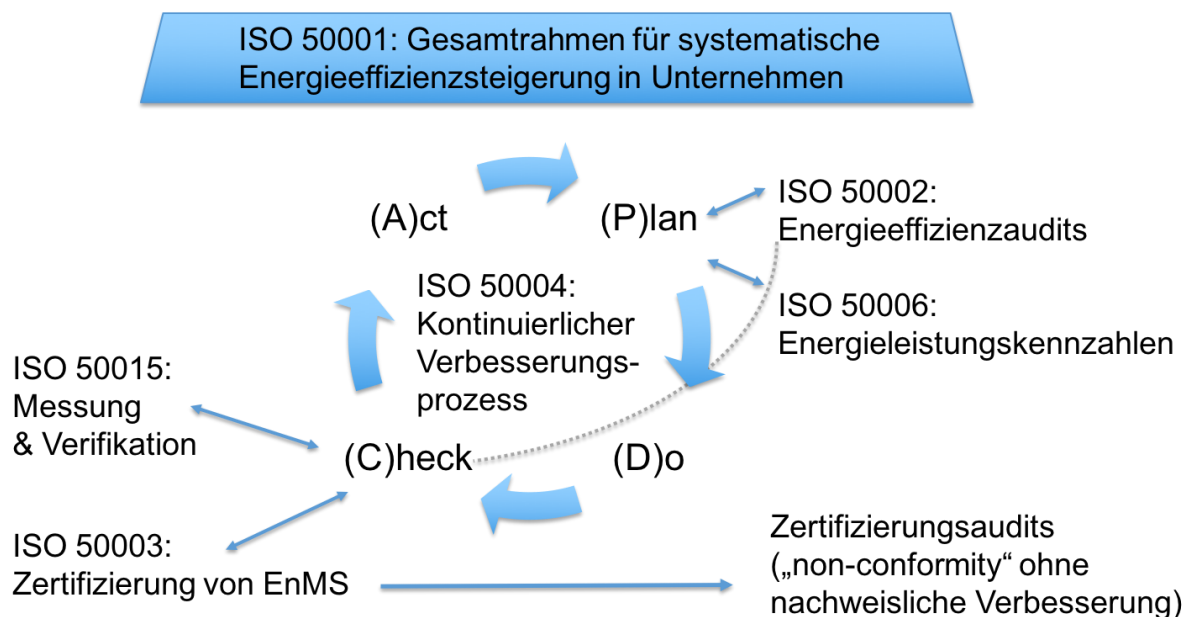 ISO 50001: Gesamtrahmen für systematische
Energieeffizienzsteigerung in Unternehmen
(A)ct
(P)lan
ISO 50002:
Energieeffizienzaudits
ISO 50004:
Kontinuierlicher
Verbesserungs-
prozess
ISO 50006:
Energieleistungskennzahlen
ISO 50015:
Messung
& Verifikation
(C)heck
(D)o
ISO 50003:
Zertifizierung von EnMS
Zertifizierungsaudits
(„non-conformity“ ohne
nachweisliche Verbesserung)